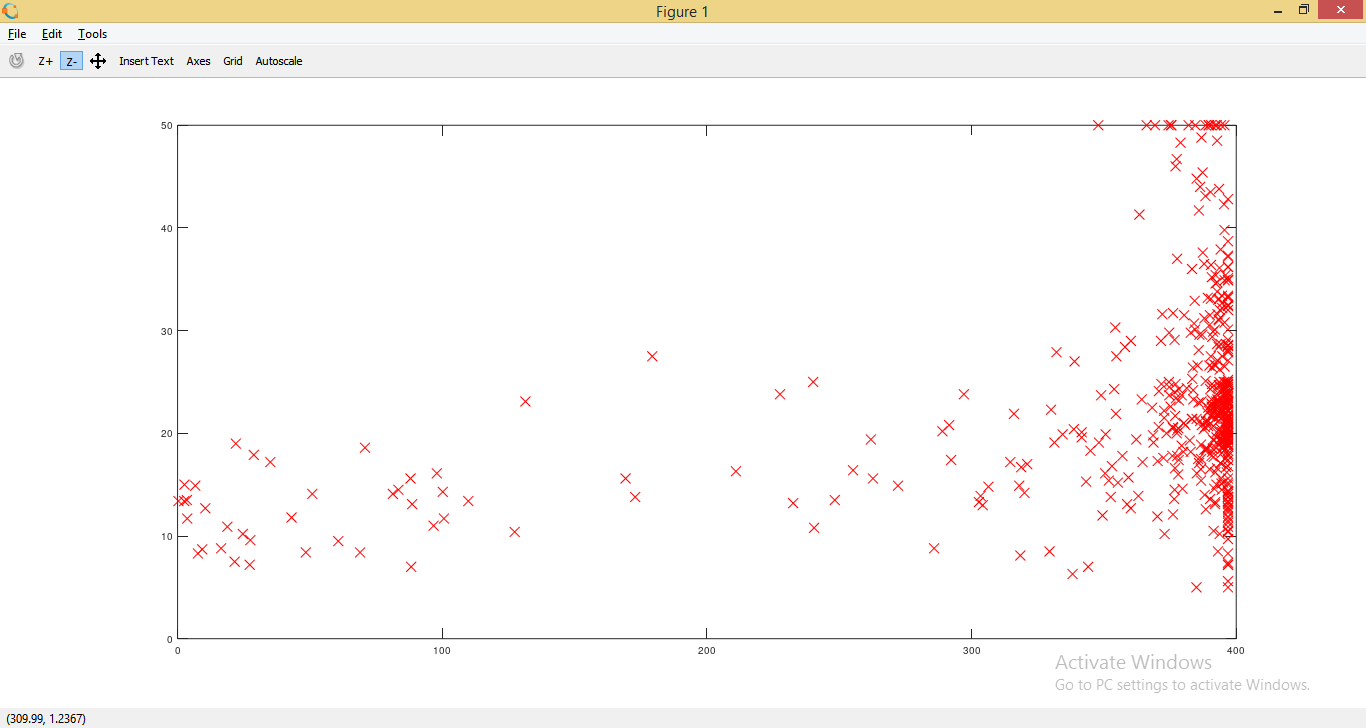 Figure 1
File Edit Tools
Z+ Z- Insert Text Axes Grid Autoscale
50
40
30
20
10
0
0 100 200 300 400
Activate Windows
Go to PC settings to activate Windows.
(309.99, 1.2367)